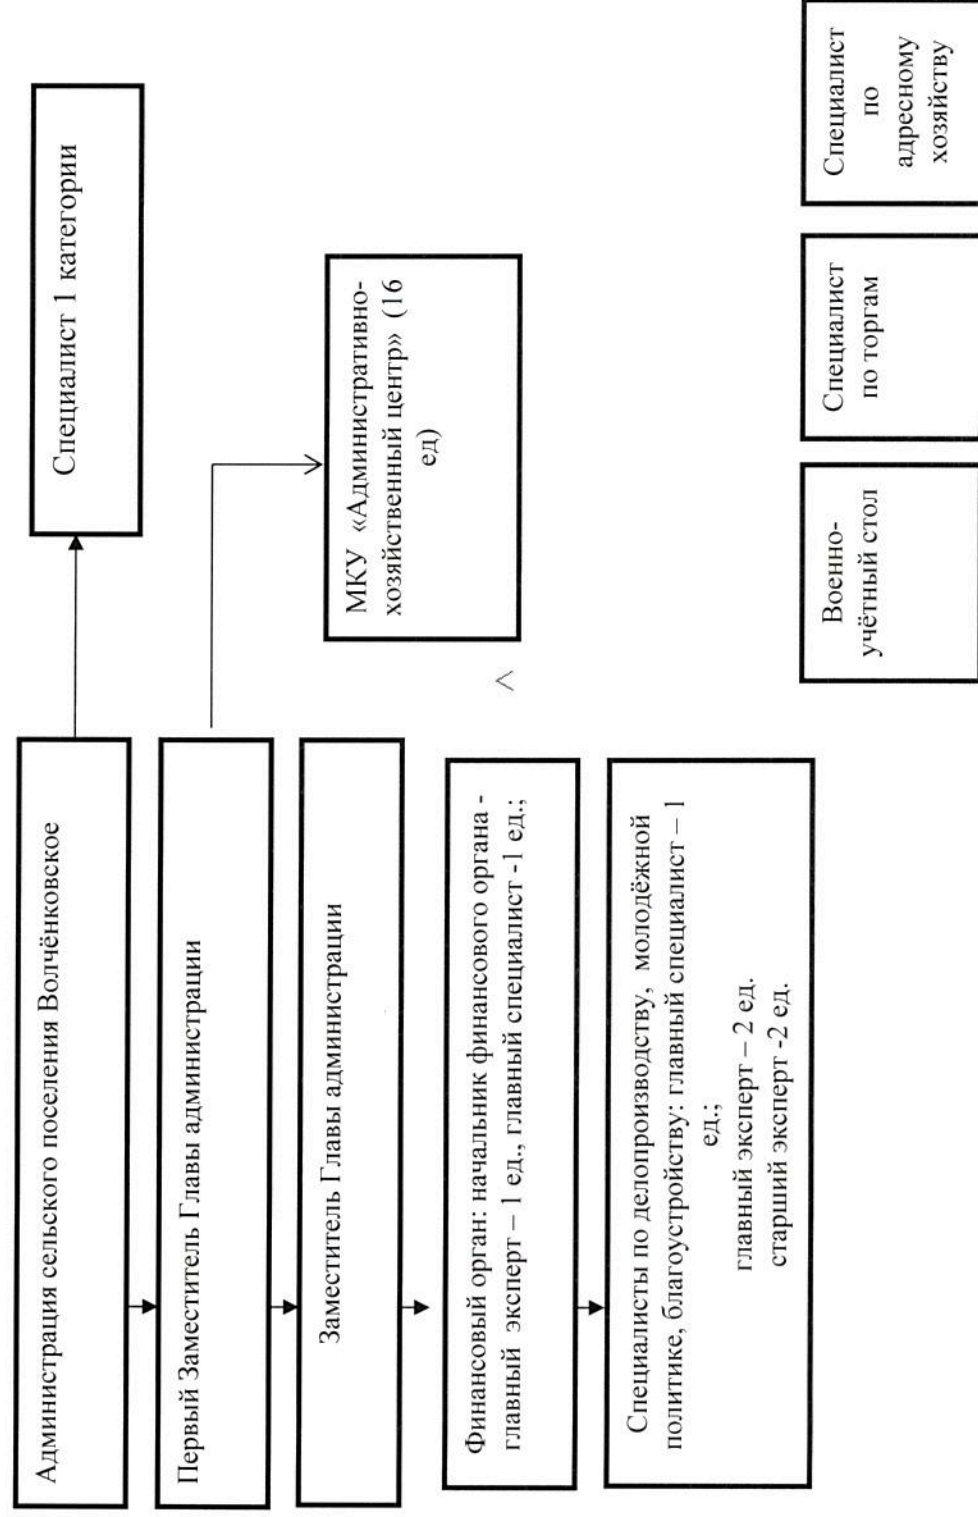 Администрация сельского поселения Волчёнковское
Специалист 1 категории
Первый Заместитель Главы администрации
Заместитель Главы администрации
МКУ «Административно-
хозяйственный центр» (16
ед)
Финансовый орган: начальник финансового органа -
главный эксперт – 1 ед., главный специалист -1 ед.;
Специалисты по делопроизводству, молодёжной
политике, благоустройству: главный специалист – 1
ед.;
главный эксперт – 2 ед.
старший эксперт -2 ед.
Военно-
учётный стол
Специалист
по торгам
Специалист
по
адресному
хозяйству